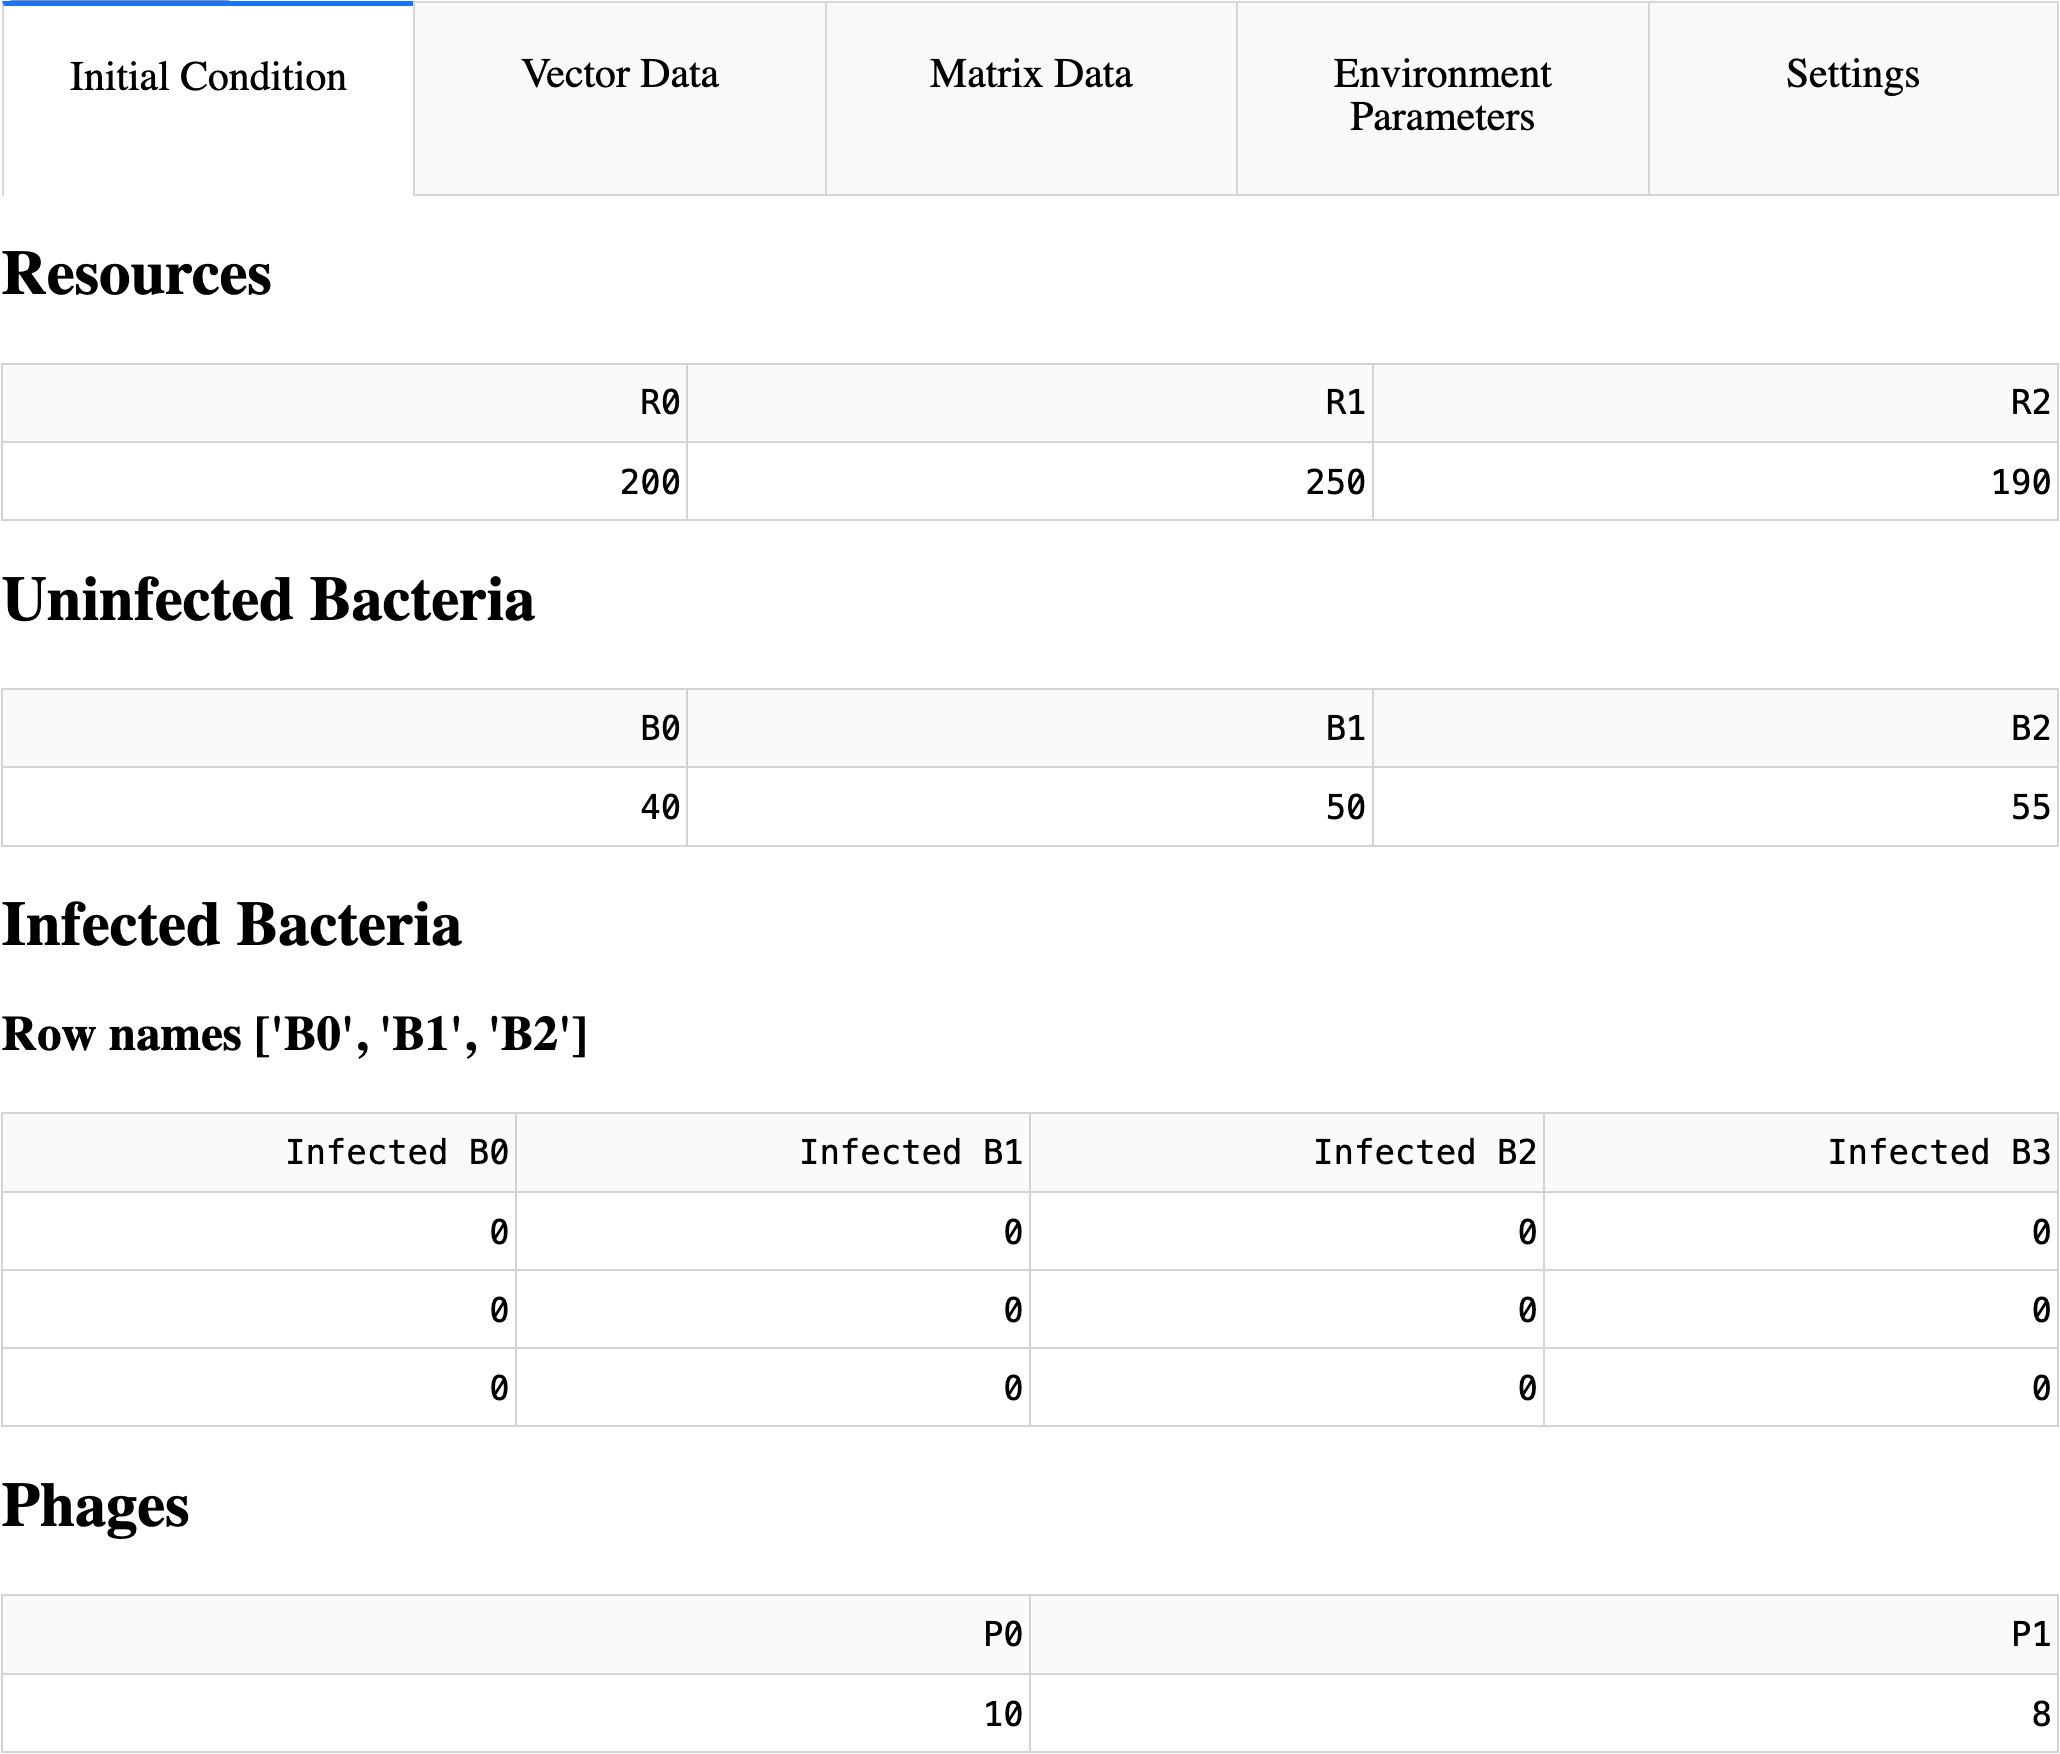 Initial Condition
Vector Data
Matrix Data
Environment
Parameters
Settings
Resources
R0 R1 R2
200 250 190
Uninfected Bacteria
B0 B1 B2
40 50 55
Infected Bacteria
Row names ['B0', 'B1', 'B2']
Infected B0 Infected B1 Infected B2 Infected B3
0 0 0 0
0 0 0 0
0 0 0 0
Phages
P0 P1
10 8